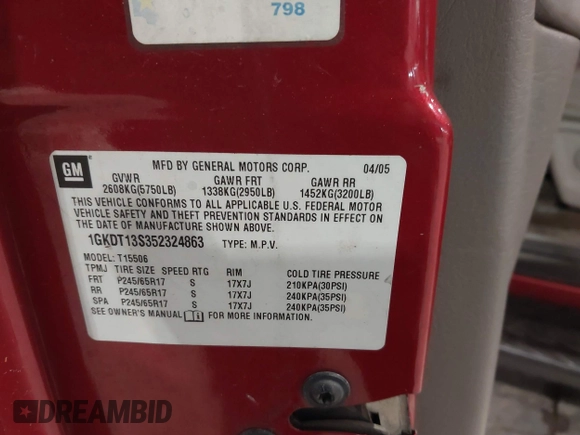 798
GM
MFD BY GENERAL MOTORS CORP. 04/05
GVWR GAWR FRT GAWR RR
2608KG(5750LB) 1338KG(2950LB) 1452KG(3200LB)
THIS VEHICLE CONFORMS TO ALL APPLICABLE U.S. FEDERAL MOTOR
VEHICLE SAFETY AND THEFT PREVENTION STANDARDS IN EFFECT ON
THE DATE OF MANUFACTURE SHOWN ABOVE.
1GKDT13S352324863 TYPE: M.P.V.
MODEL: T15506
TPMJ TIRE SIZE SPEED RTG RIM COLD TIRE PRESSURE
FRT P245/65R17 S 17X7J 210KPA(30PSI)
RR P245/65R17 S 17X7J 240KPA(35PSI)
SPA P245/65R17 S 17X7J 240KPA(35PSI)
SEE OWNER'S MANUAL FOR MORE INFORMATION.
DREAMBID